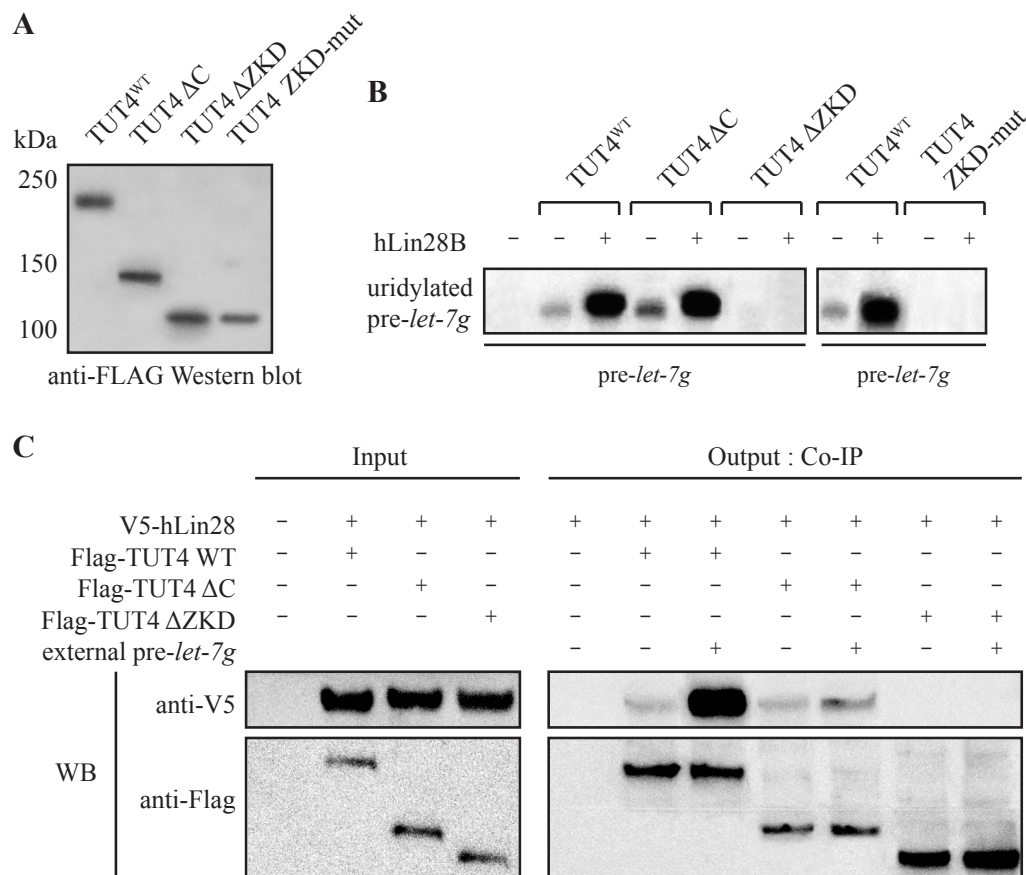 A
TUT4WT
TUT4 ΔC
TUT4 ΔZKD
TUT4 ZKD-mut
kDa
250
150
100
anti-FLAG Western blot
B
TUT4WT
TUT4 ΔC
TUT4 ΔZKD
TUT4WT
TUT4
ZKD-mut
hLin28B – – + – + – + – + – +
uridylated
pre-let-7g
pre-let-7g pre-let-7g
C
Input Output : Co-IP
V5-hLin28 – + + + + + + + + + +
Flag-TUT4 WT – + – – – + + – – – –
Flag-TUT4 ΔC – – + – – – – + + – –
Flag-TUT4 ΔZKD – – – + – – – – – + +
external pre-let-7g – – – – – – + – + – +
anti-V5
WB
anti-Flag